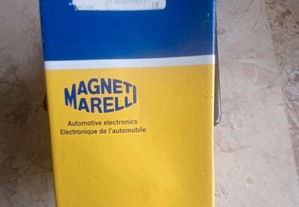 MAGNETI
MARELLI
Automotive electronics
Electronique de l'automobile